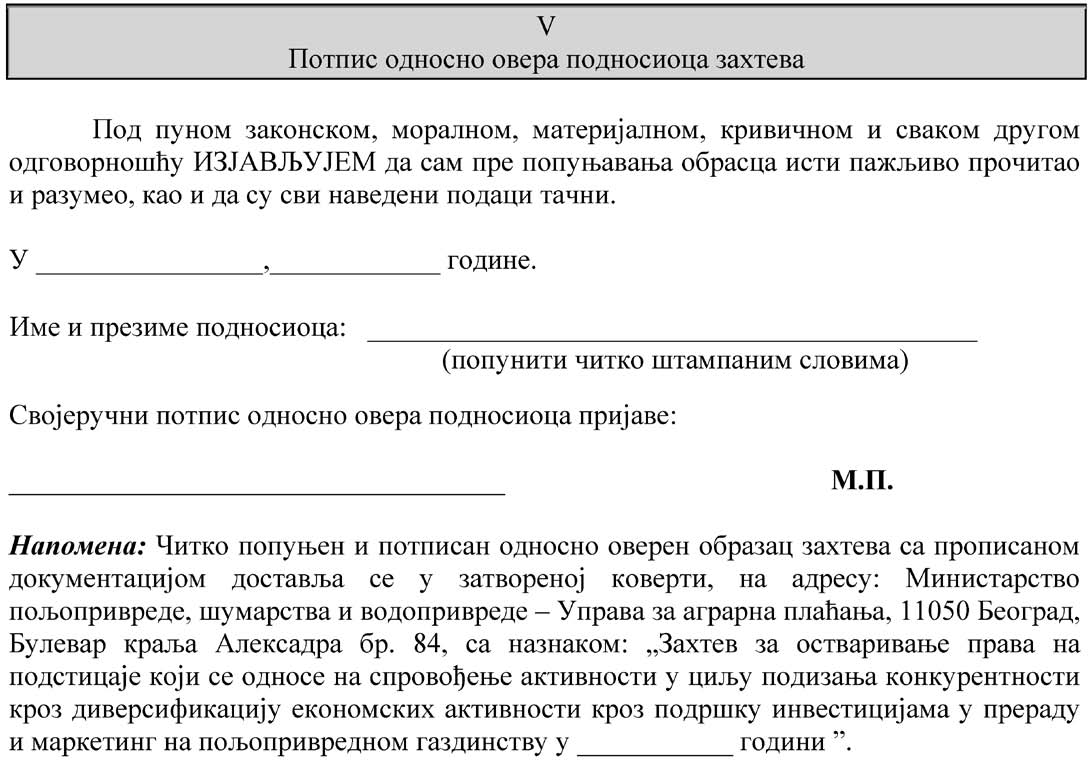 V
Потпис односно овера подносиоца захтева
Под пуном законском, моралном, материјалном, кривичном и сваком другом
одговорношћу ИЗЈАВЉУЈЕМ да сам пре попуњавања обрасца исти пажљиво прочитао
и разумео, као и да су сви наведени подаци тачни.
У ________________,____________ године.
Име и презиме подносиоца: ___________________________________________
(попунити читко штампаним словима)
Својеручни потпис односно овера подносиоца пријаве:
___________________________________ М.П.
Напомена: Читко попуњен и потписан односно оверен образац захтева са прописаном
документацијом доставља се у затвореној коверти, на адресу: Министарство
пољопривреде, шумарства и водопривреде – Управа за аграрна плаћања, 11050 Београд,
Булевар краља Алексадра бр. 84, са назнаком: „Захтев за остваривање права на
подстицаје који се односе на спровођење активности у циљу подизања конкурентности
кроз диверсификацију економских активности кроз подршку инвестицијама у прераду
и маркетинг на пољопривредном газдинству у ___________ години ”.